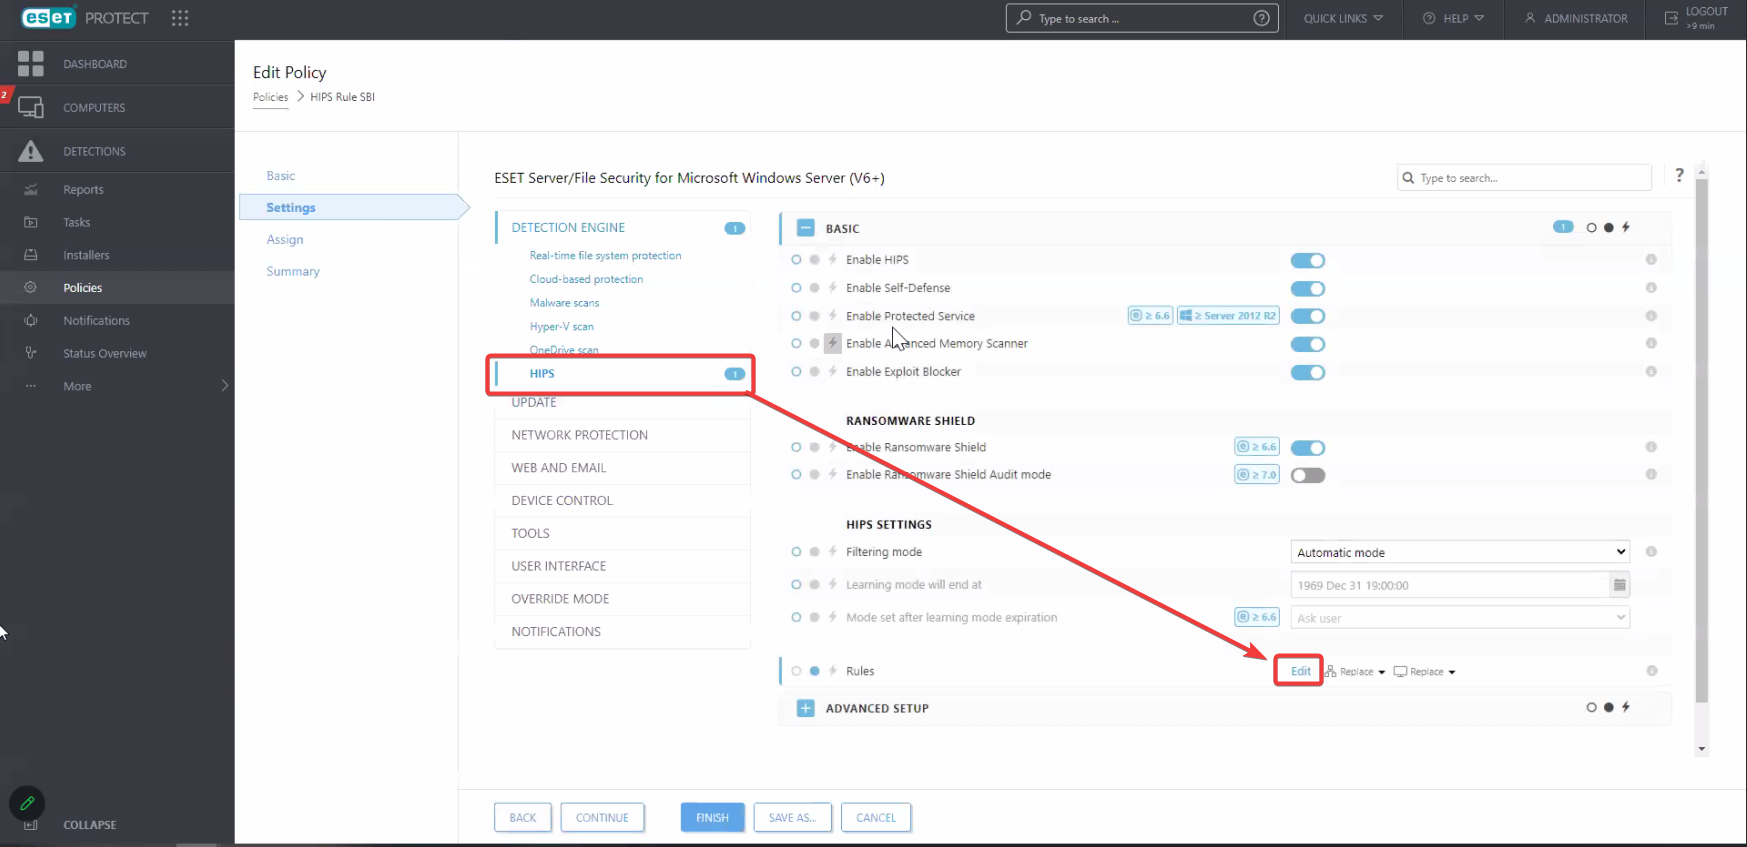 eset PROTECT
Type to search ...
QUICK LINKS
HELP
ADMINISTRATOR
LOGOUT
>9 min
DASHBOARD
2
COMPUTERS
DETECTIONS
Reports
Tasks
Installers
Policies
Notifications
Status Overview
More
COLLAPSE
Edit Policy
Policies > HIPS Rule SBI
Basic
Settings
Assign
Summary
ESET Server/File Security for Microsoft Windows Server (V6+)
Type to search...
?
DETECTION ENGINE 1
Real-time file system protection
Cloud-based protection
Malware scans
Hyper-V scan
OneDrive scan
HIPS 1
UPDATE
NETWORK PROTECTION
WEB AND EMAIL
DEVICE CONTROL
TOOLS
USER INTERFACE
OVERRIDE MODE
NOTIFICATIONS
BASIC 1
Enable HIPS
Enable Self-Defense
Enable Protected Service ≥ 6.6 ≥ Server 2012 R2
Enable Advanced Memory Scanner
Enable Exploit Blocker
RANSOMWARE SHIELD
Enable Ransomware Shield ≥ 6.6
Enable Ransomware Shield Audit mode ≥ 7.0
HIPS SETTINGS
Filtering mode Automatic mode
Learning mode will end at 1969 Dec 31 19:00:00
Mode set after learning mode expiration ≥ 6.6 Ask user
Rules Edit Replace Replace
ADVANCED SETUP
BACK CONTINUE FINISH SAVE AS... CANCEL